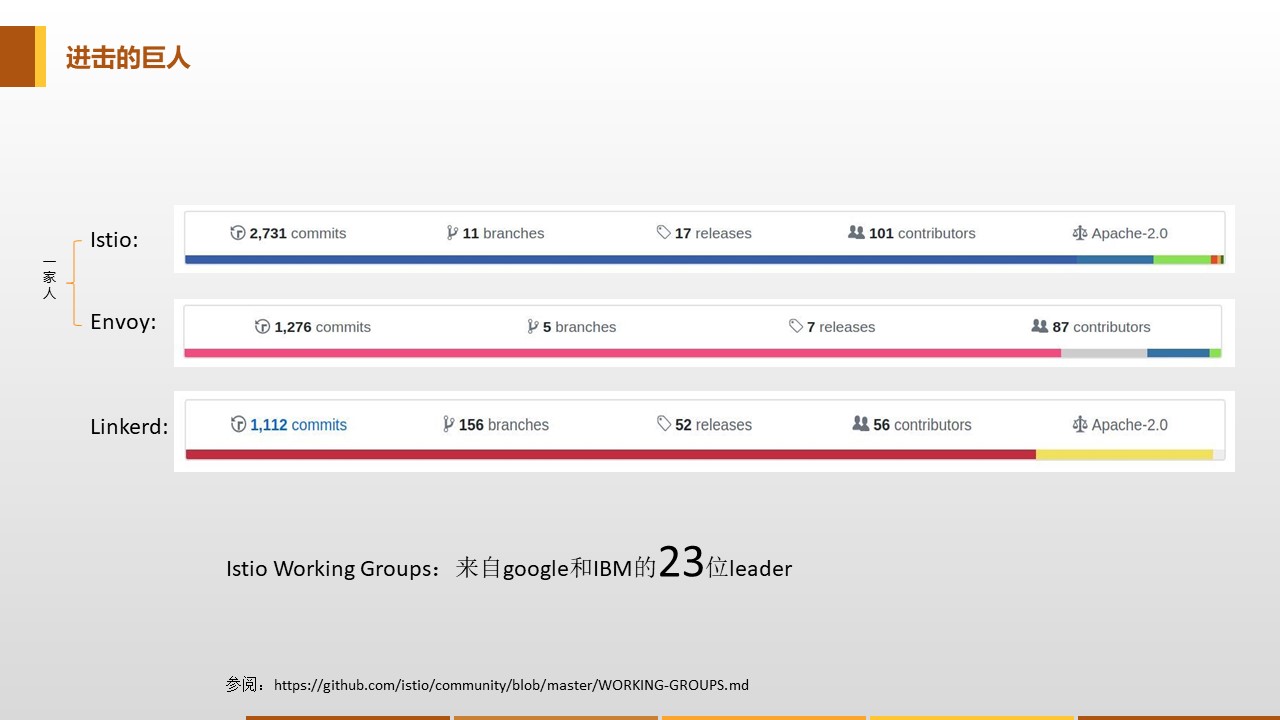 进击的巨人
Istio:
2,731 commits 11 branches 17 releases 101 contributors Apache-2.0
一家人
Envoy:
1,276 commits 5 branches 7 releases 87 contributors
Linkerd:
1,112 commits 156 branches 52 releases 56 contributors Apache-2.0
Istio Working Groups：来自google和IBM的23位leader
参阅：https://github.com/istio/community/blob/master/WORKING-GROUPS.md